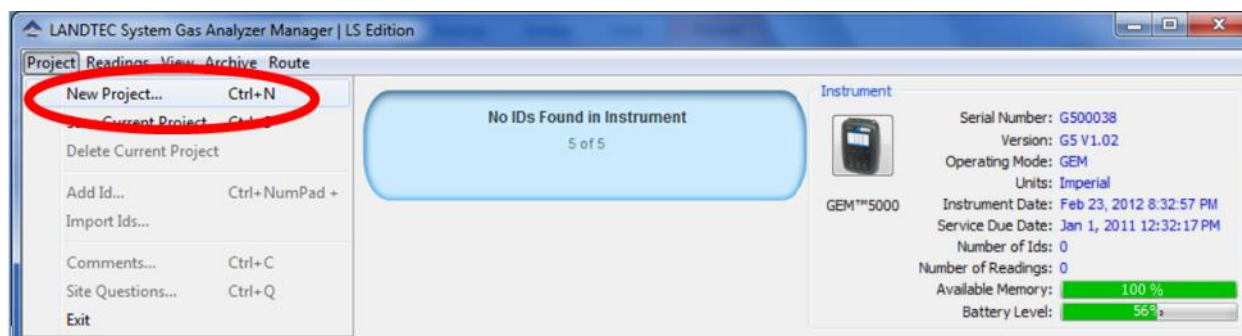 LANDTEC System Gas Analyzer Manager | LS Edition
Project Readings View Archive Route
New Project... Ctrl+N
Save Current Project Ctrl+S
Delete Current Project
Add Id... Ctrl+NumPad +
Import Ids...
Comments... Ctrl+C
Site Questions... Ctrl+Q
Exit
No IDs Found in Instrument
5 of 5
Instrument
GEM™5000
Serial Number: G500038
Version: G5 V1.02
Operating Mode: GEM
Units: Imperial
Instrument Date: Feb 23, 2012 8:32:57 PM
Service Due Date: Jan 1, 2011 12:32:17 PM
Number of Ids: 0
Number of Readings: 0
Available Memory: 100 %
Battery Level: 56%